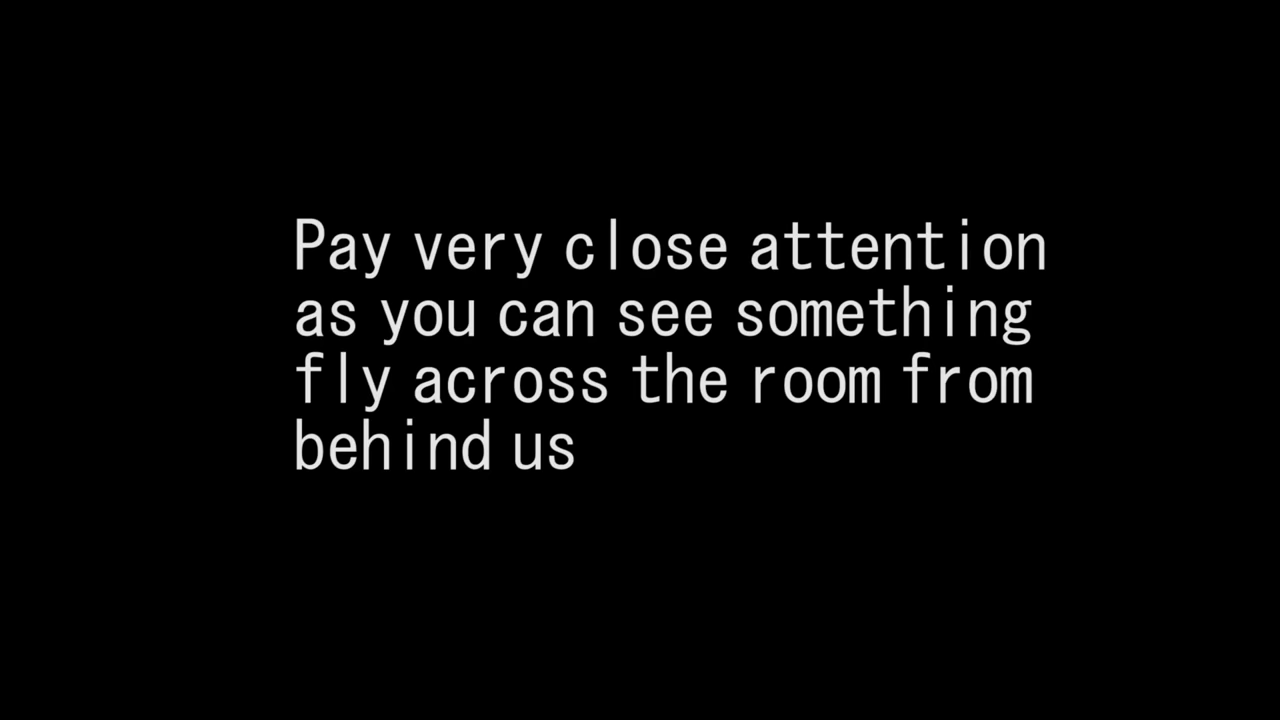 Pay very close attention
as you can see something
fly across the room from
behind us